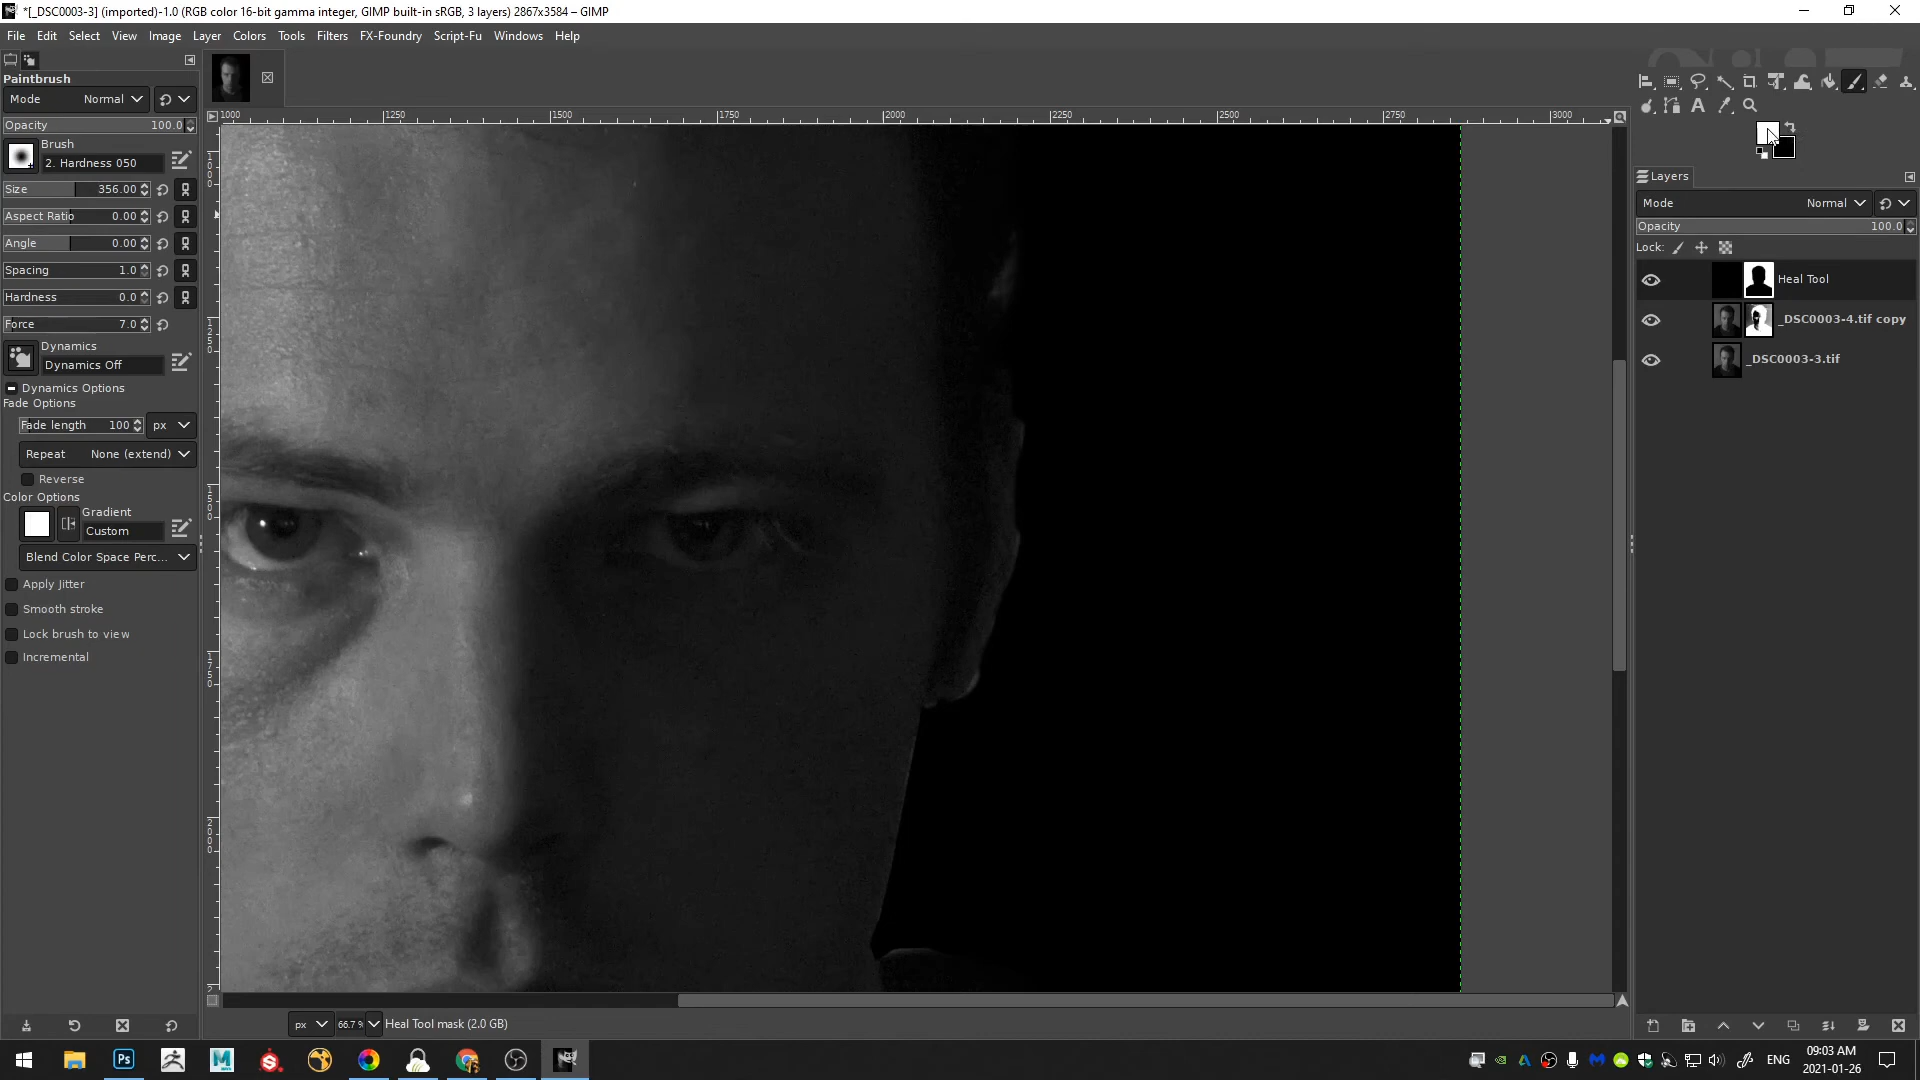 *[_DSC0003-3] (imported)-1.0 (RGB color 16-bit gamma integer, GIMP built-in sRGB, 3 layers) 2867x3584 – GIMP
File Edit Select View Image Layer Colors Tools Filters FX-Foundry Script-Fu Windows Help
Paintbrush
Mode Normal
Opacity 100.0
Brush
2. Hardness 050
Size 356.00
Aspect Ratio 0.00
Angle 0.00
Spacing 1.0
Hardness 0.0
Force 7.0
Dynamics
Dynamics Off
Dynamics Options
Fade Options
Fade length 100 px
Repeat None (extend)
Reverse
Color Options
Gradient
Custom
Blend Color Space Perc...
Apply Jitter
Smooth stroke
Lock brush to view
Incremental
1000 1250 1500 1750 2000 2250 2500 2750 3000
1000
1250
1500
1750
2000
2
px 66.7 % Heal Tool mask (2.0 GB)
Layers
Mode Normal
Opacity 100.0
Lock:
Heal Tool
_DSC0003-4.tif copy
_DSC0003-3.tif
Ps
M
ENG
09:03 AM
2021-01-26